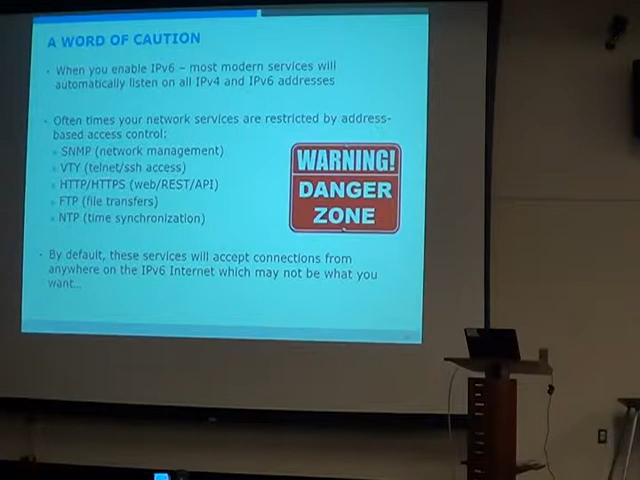 A WORD OF CAUTION
• When you enable IPv6 – most modern services will
automatically listen on all IPv4 and IPv6 addresses
• Often times your network services are restricted by address-
based access control:
SNMP (network management)
VTY (telnet/ssh access)
HTTP/HTTPS (web/REST/API)
FTP (file transfers)
NTP (time synchronization)
WARNING!
DANGER
ZONE
• By default, these services will accept connections from
anywhere on the IPv6 Internet which may not be what you
want…